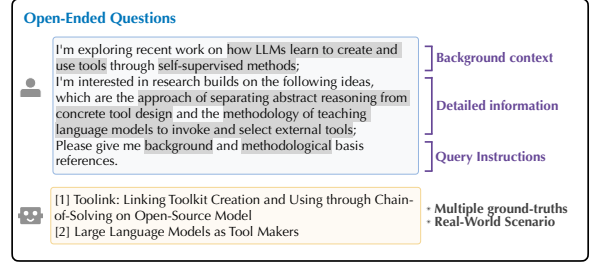 Open-Ended Questions
I'm exploring recent work on how LLMs learn to create and
use tools through self-supervised methods;
I'm interested in research builds on the following ideas,
which are the approach of separating abstract reasoning from
concrete tool design and the methodology of teaching
language models to invoke and select external tools;
Please give me background and methodological basis
references.
Background context
Detailed information
Query Instructions
[1] Toolink: Linking Toolkit Creation and Using through Chain-
of-Solving on Open-Source Model
[2] Large Language Models as Tool Makers
* Multiple ground-truths
* Real-World Scenario